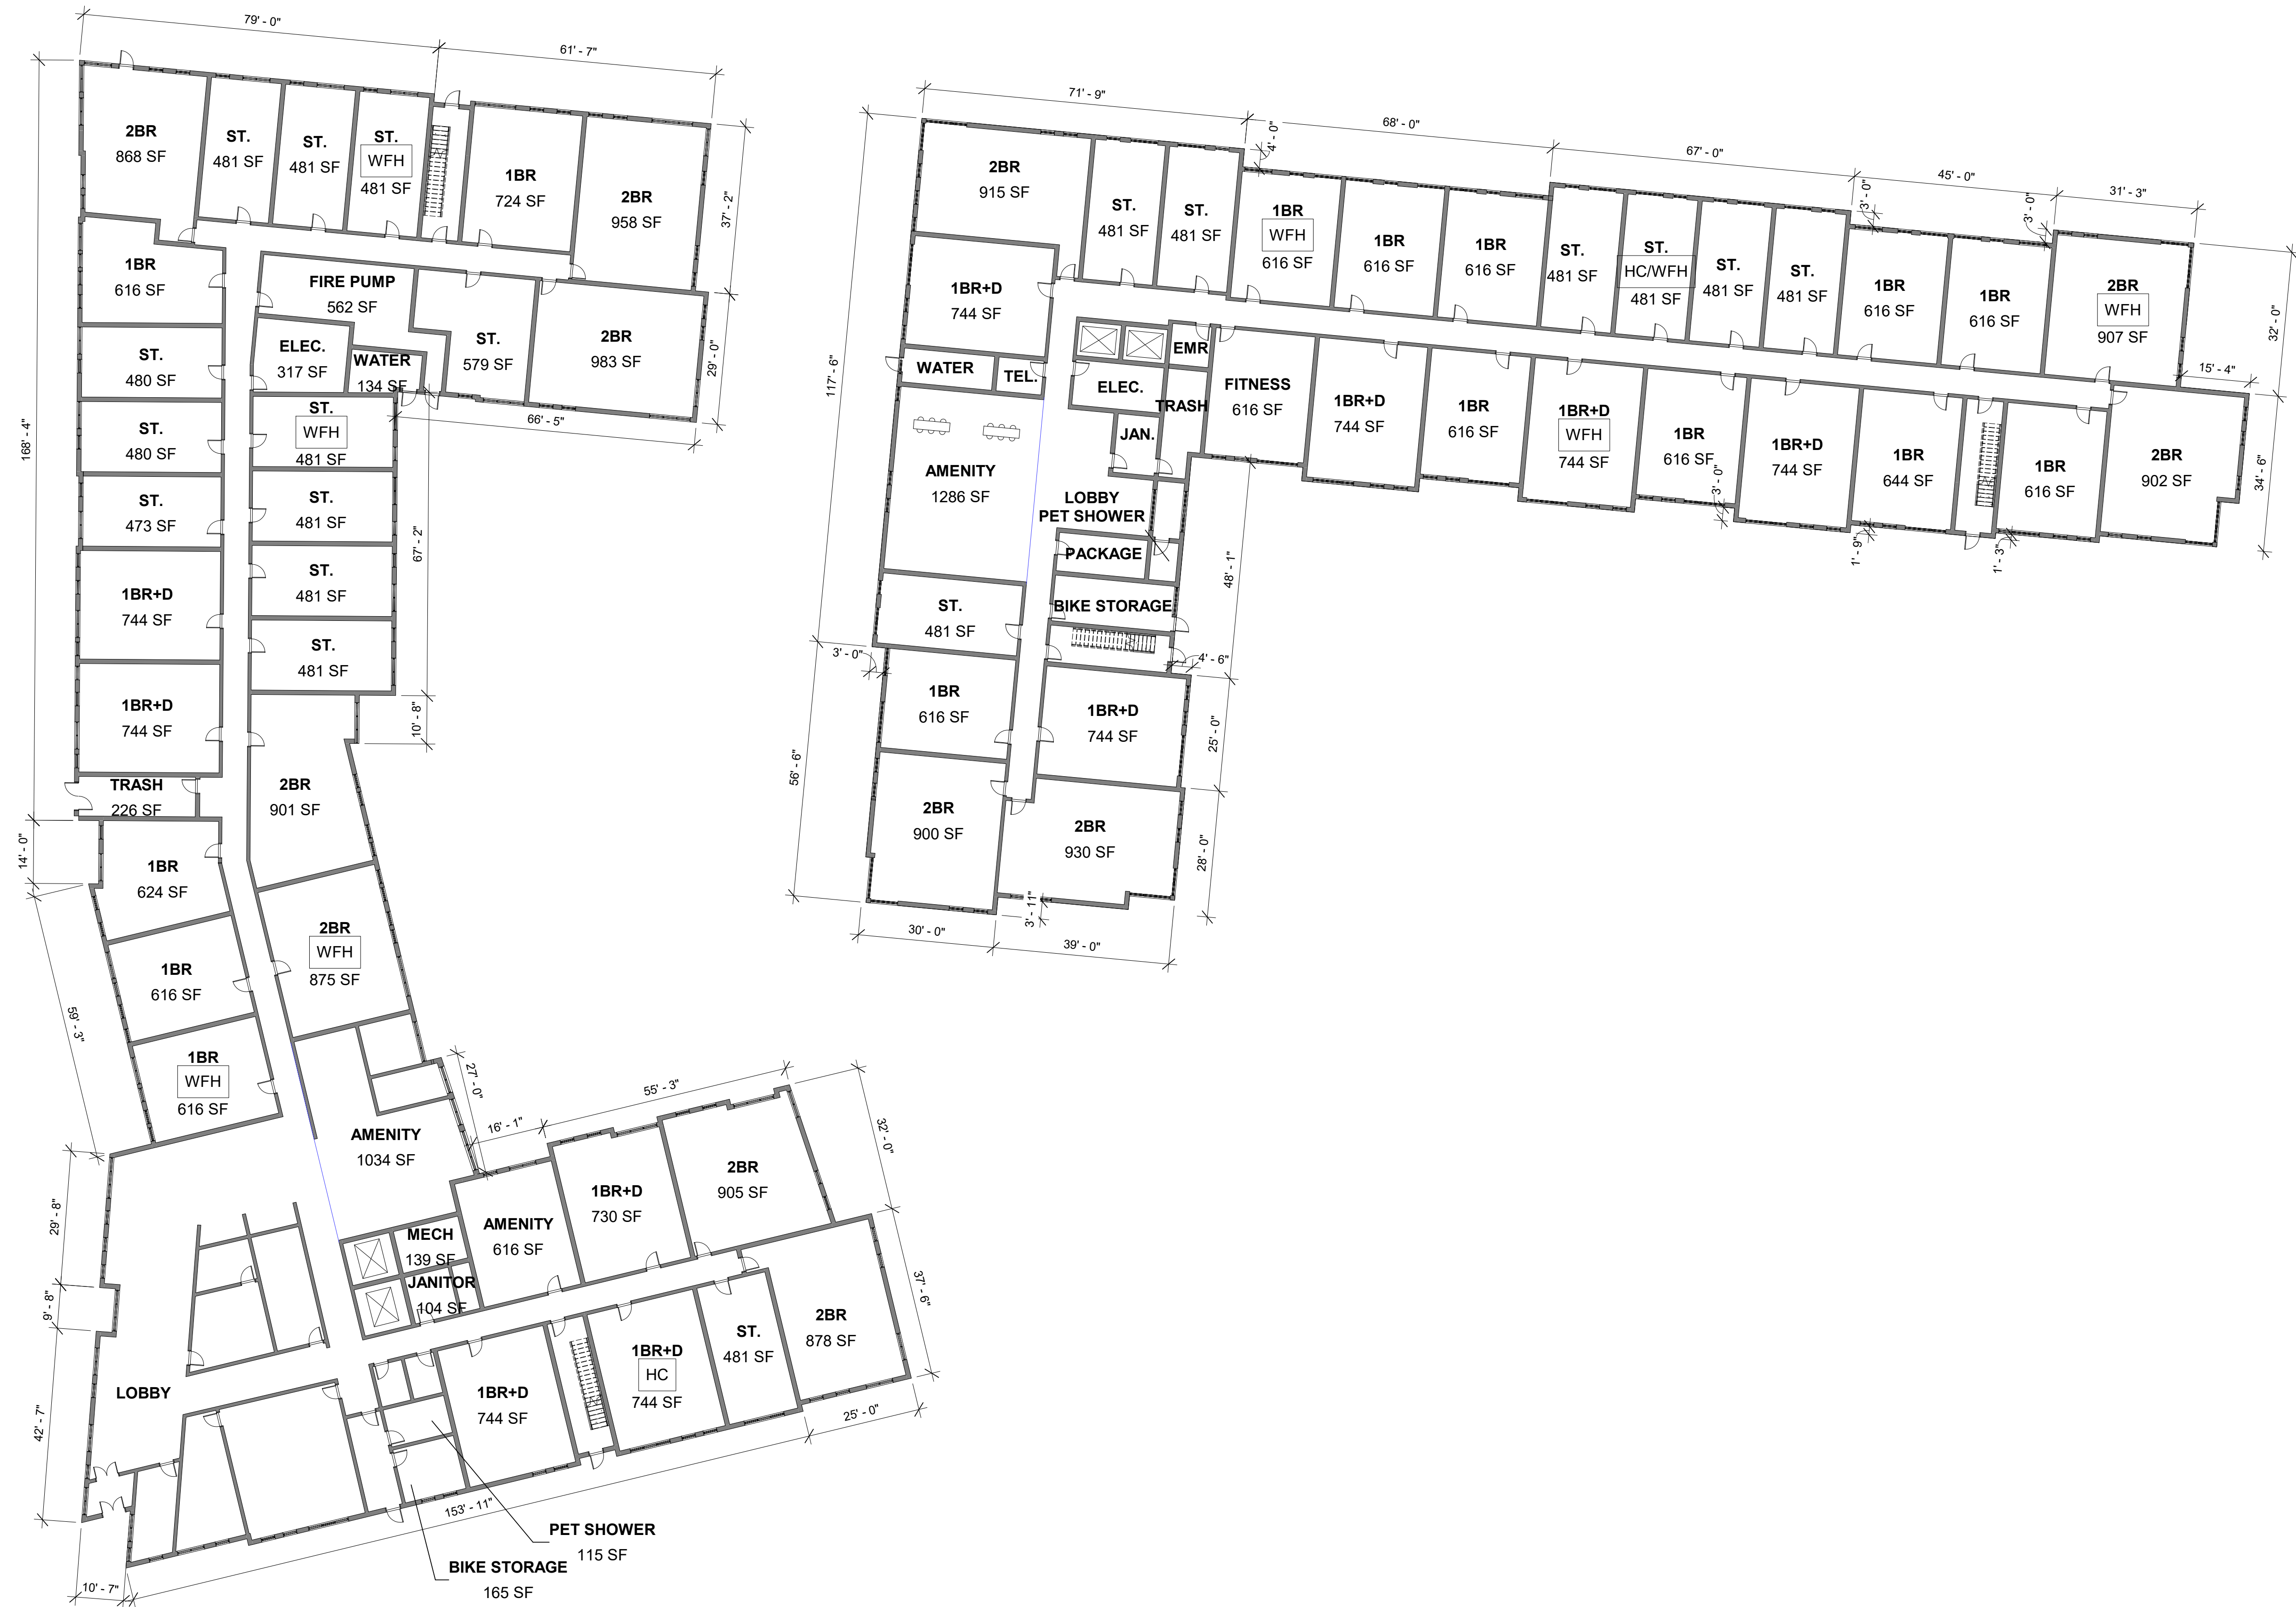 79' - 0"
61' - 7"
168' - 4"
2BR
868 SF
ST.
481 SF
ST.
481 SF
ST.
WFH
481 SF
1BR
724 SF
2BR
958 SF
37' - 2"
1BR
616 SF
FIRE PUMP
562 SF
ELEC.
317 SF
WATER
134 SF
ST.
579 SF
2BR
983 SF
29' - 0"
66' - 5"
ST.
480 SF
ST.
480 SF
ST.
473 SF
1BR+D
744 SF
1BR+D
744 SF
TRASH
226 SF
ST.
WFH
481 SF
ST.
481 SF
ST.
481 SF
ST.
481 SF
67' - 2"
10' - 8"
2BR
901 SF
14' - 0"
1BR
624 SF
1BR
616 SF
1BR
WFH
616 SF
59' - 3"
2BR
WFH
875 SF
AMENITY
1034 SF
27' - 0"
16' - 1"
55' - 3"
32' - 0"
37' - 6"
29' - 8"
9' - 8"
42' - 7"
MECH
139 SF
JANITOR
104 SF
AMENITY
616 SF
1BR+D
730 SF
2BR
905 SF
2BR
878 SF
ST.
481 SF
1BR+D
HC
744 SF
1BR+D
744 SF
LOBBY
25' - 0"
153' - 11"
PET SHOWER
115 SF
BIKE STORAGE
165 SF
10' - 7"
71' - 9"
4' - 0"
68' - 0"
67' - 0"
3' - 0"
45' - 0"
3' - 0"
31' - 3"
32' - 0"
15' - 4"
34' - 6"
117' - 6"
2BR
915 SF
ST.
481 SF
ST.
481 SF
1BR
WFH
616 SF
1BR
616 SF
1BR
616 SF
ST.
481 SF
ST.
HC/WFH
481 SF
ST.
481 SF
ST.
481 SF
1BR
616 SF
1BR
616 SF
2BR
WFH
907 SF
1BR+D
744 SF
WATER
TEL.
EMR
ELEC.
TRASH
JAN.
FITNESS
616 SF
1BR+D
744 SF
1BR
616 SF
1BR+D
WFH
744 SF
1BR
616 SF
3' - 0"
1BR+D
744 SF
1BR
644 SF
1' - 9"
1BR
616 SF
1' - 3"
2BR
902 SF
AMENITY
1286 SF
LOBBY
PET SHOWER
PACKAGE
BIKE STORAGE
48' - 1"
4' - 6"
ST.
481 SF
3' - 0"
1BR
616 SF
1BR+D
744 SF
25' - 0"
56' - 6"
2BR
900 SF
2BR
930 SF
28' - 0"
3' - 11"
30' - 0"
39' - 0"